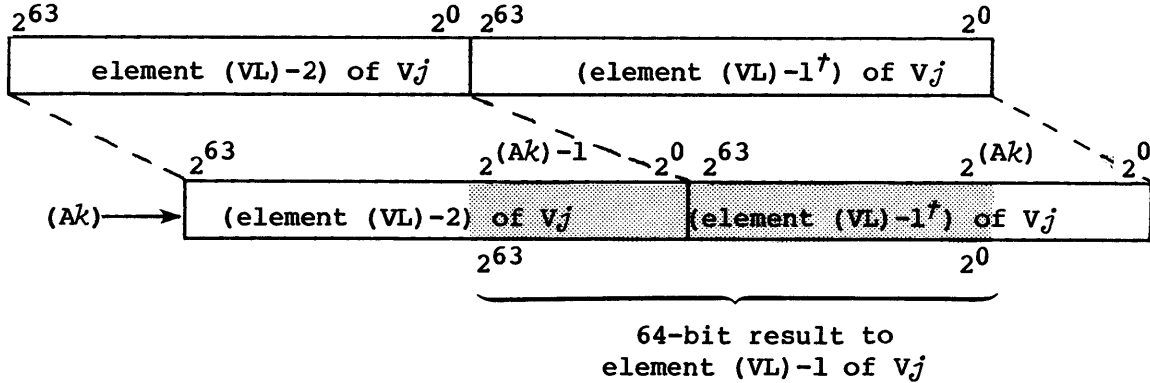 2^63 2^0 2^63 2^0
element (VL)-2) of Vj (element (VL)-1†) of Vj
2^63 2^(Ak)-1 2^0 2^63 2^(Ak) 2^0
(Ak) (element (VL)-2) of Vj (element (VL)-1†) of Vj
2^63 2^0
64-bit result to
element (VL)-1 of Vj